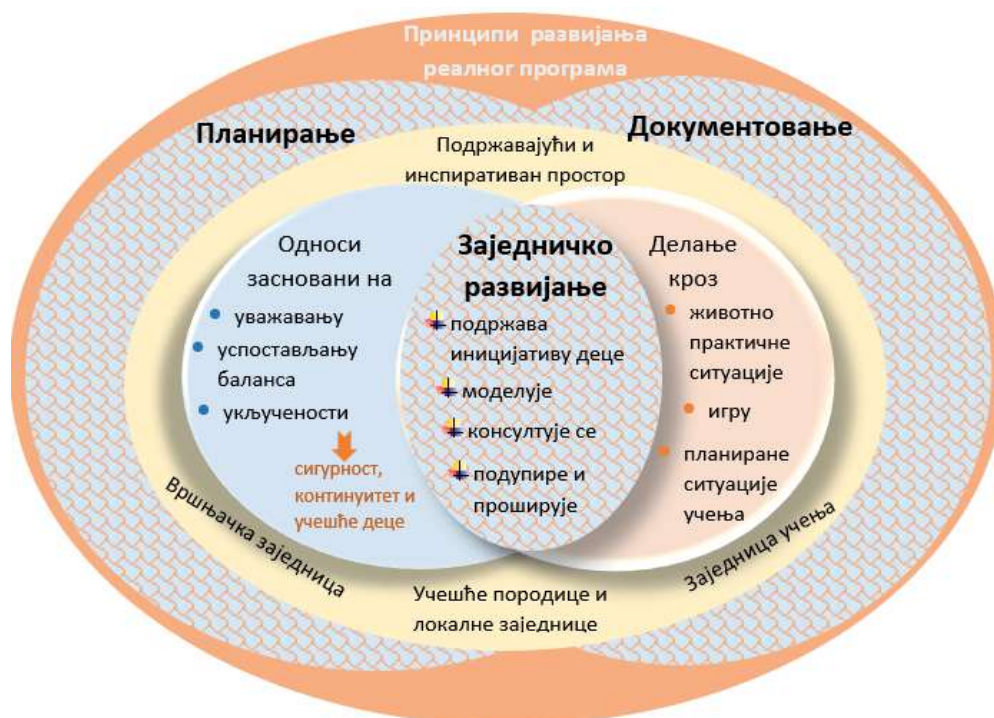 Принципи развијања
реалног програма
Планирање
Документовање
Подржавајући и
инспиративан простор
Односи
засновани на
уважавању
успостављању
баланса
укључености
сигурност,
континуитет и
учешће деце
Заједничко
развијање
подржава
иницијативу деце
моделује
консултује се
подупире и
проширује
Делање
кроз
животно
практичне
ситуације
игру
планиране
ситуације
учења
Вршњачка заједница
Заједница учења
Учешће породице и
локалне заједнице